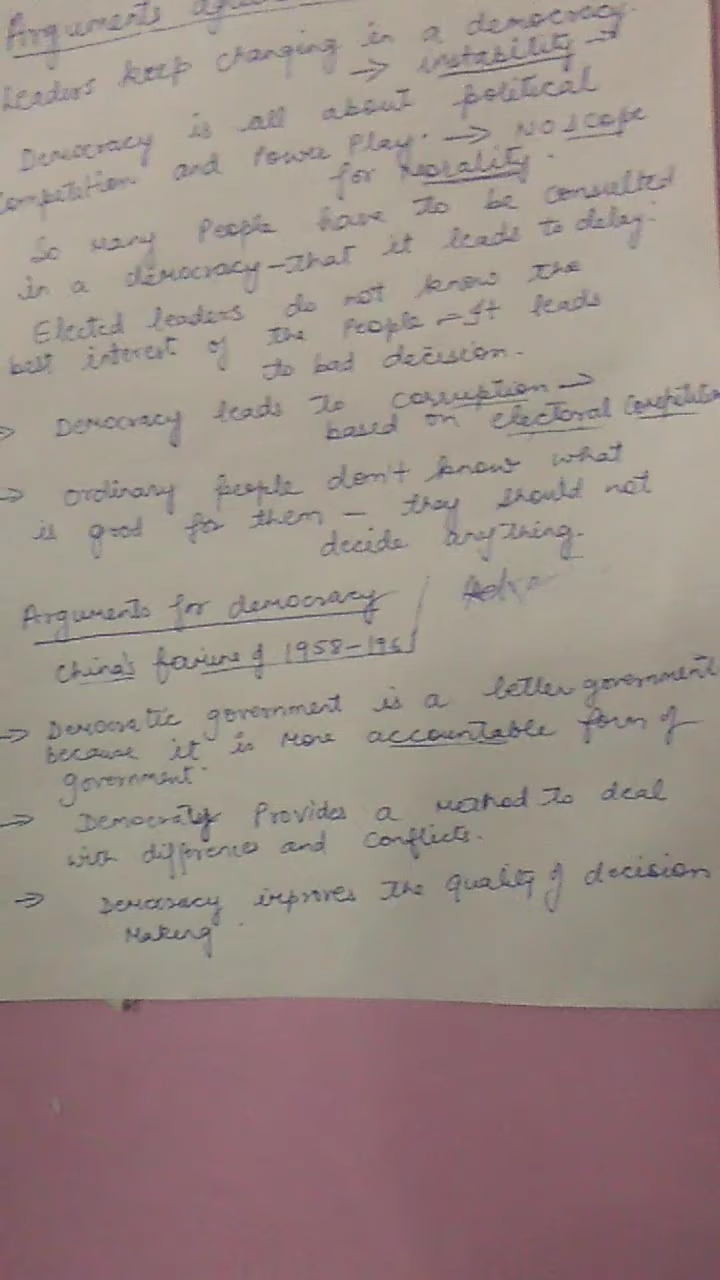 Arguments
Leaders keep changing in a democracy
→ instability →
Democracy is all about political
Competition and Power Play. → NO scope
for Morality.
So many People have to be consulted
in a democracy - that it leads to delay.
Elected leaders do not know the
best interest of the People - It leads
to bad decision.
→ Democracy leads to corruption →
based on electoral Competition
→ Ordinary people don't know what
is good for them - they should not
decide anything.
Arguments for democracy
China's of 1958-1961
→ Democratic government is a better government
because it is more accountable form of
government.
→ Provides a method to deal
with differences and Conflicts.
→ Democracy improves the quality of decision
Making.